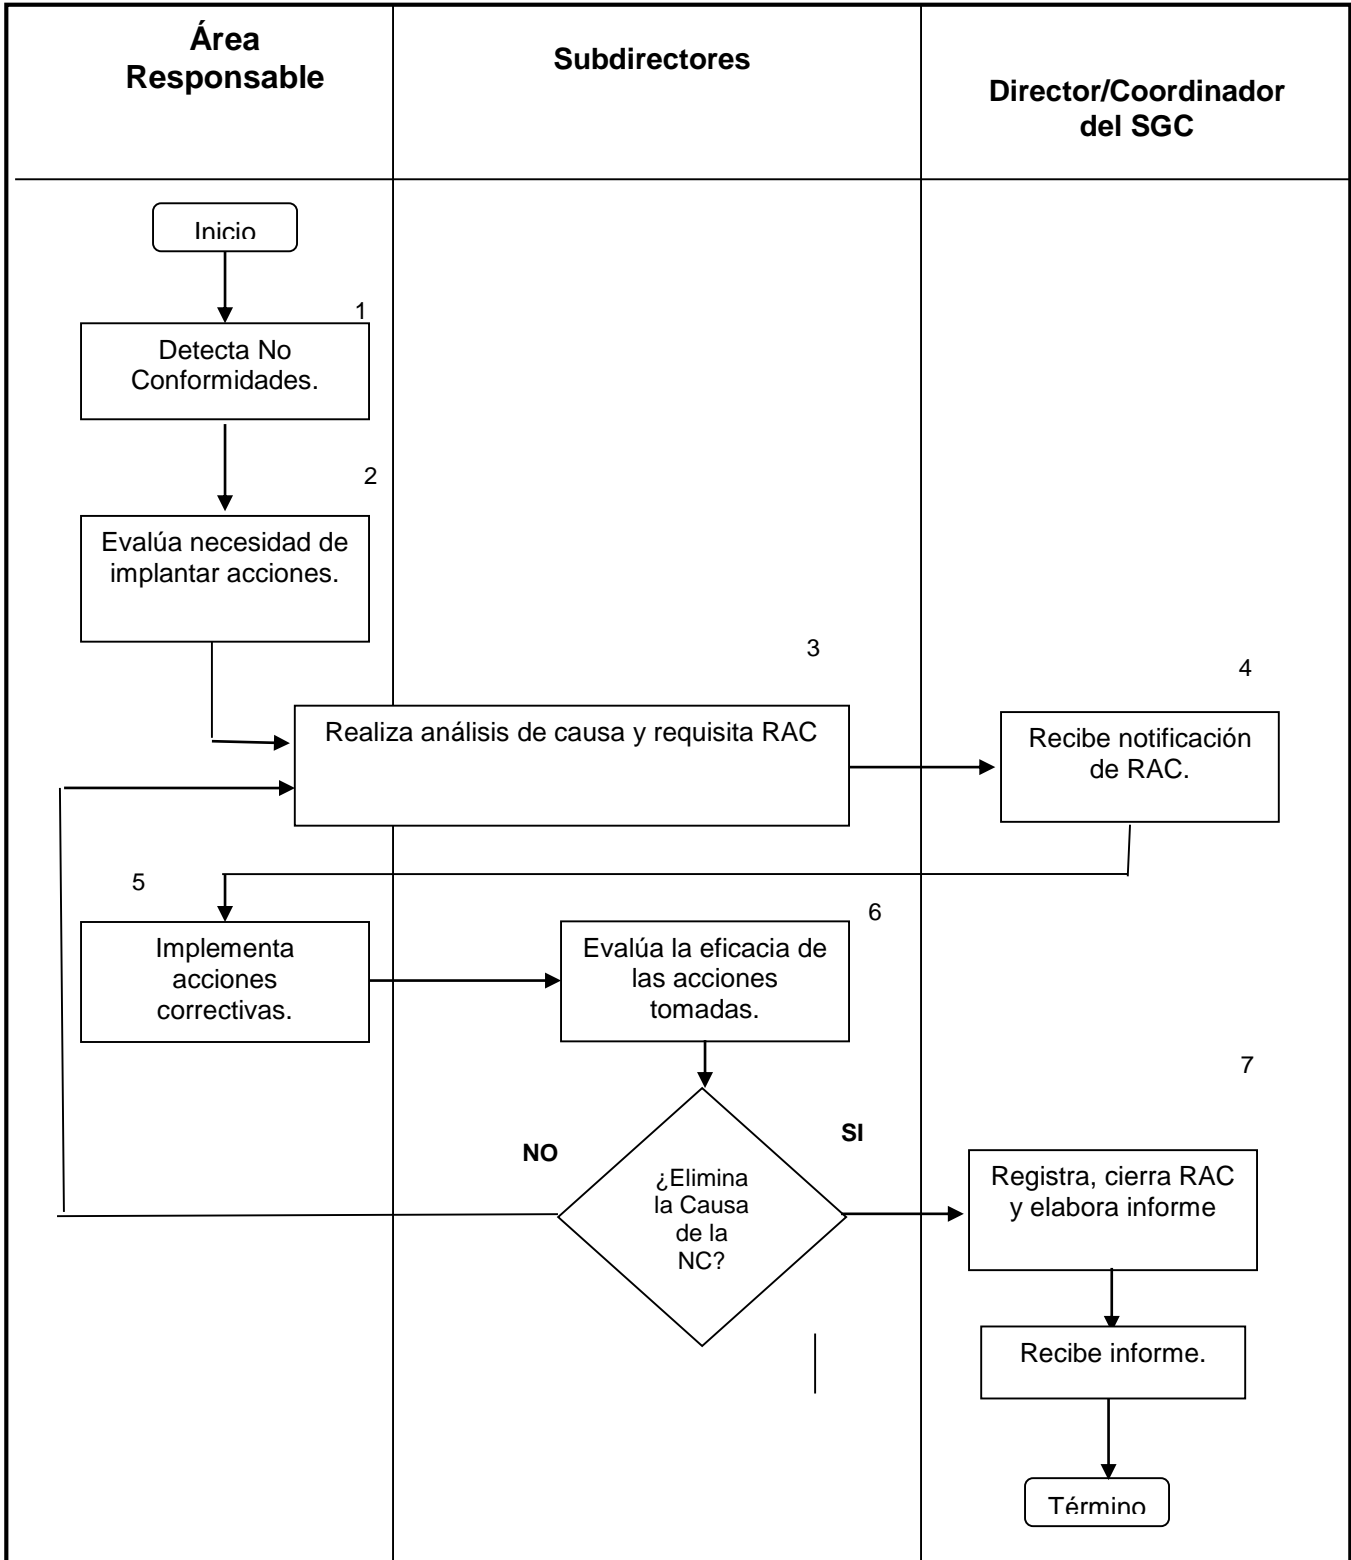 Área
Responsable
Subdirectores
Director/Coordinador
del SGC
Inicio
1
Detecta No
Conformidades.
2
Evalúa necesidad de
implantar acciones.
3
Realiza análisis de causa y requisita RAC
4
Recibe notificación
de RAC.
5
Implementa
acciones
correctivas.
6
Evalúa la eficacia de
las acciones
tomadas.
¿Elimina
la Causa
de la
NC?
NO
SI
7
Registra, cierra RAC
y elabora informe
Recibe informe.
Término